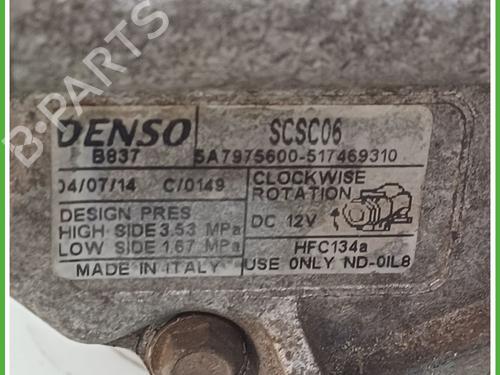 DENSO SCSC06
B837 5A7975600-517469310
04/07/14 C/0149 CLOCKWISE
ROTATION
DESIGN PRES
HIGH SIDE 3.53 MPa DC 12V
LOW SIDE 1.67 MPa HFC134a
MADE IN ITALY USE ONLY ND-OIL8
B-PARTS